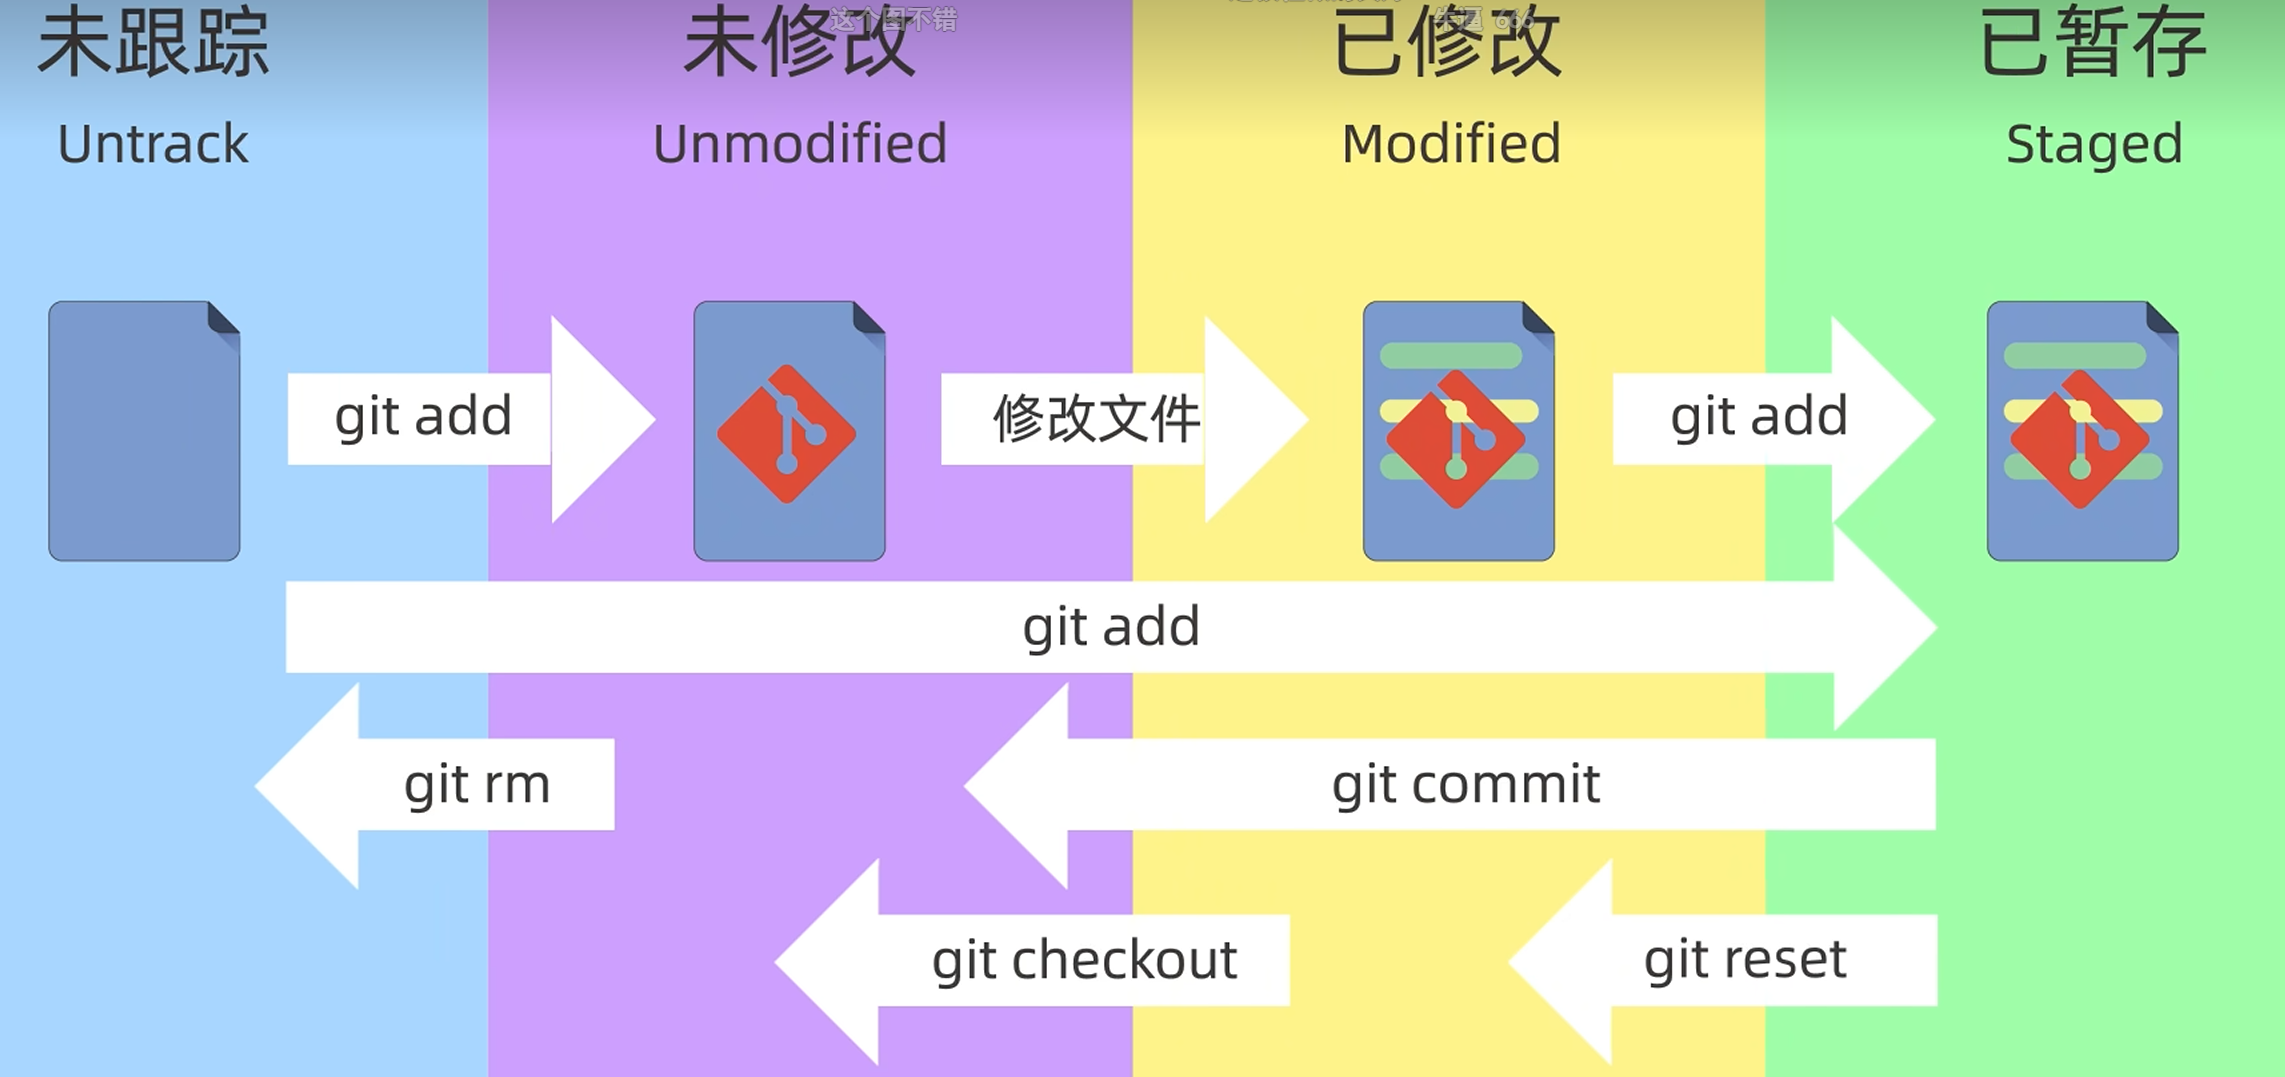 这个图不错
牛逼 666
未跟踪
未修改
已修改
已暂存
Untrack
Unmodified
Modified
Staged
git add
修改文件
git add
git add
git rm
git commit
git checkout
git reset